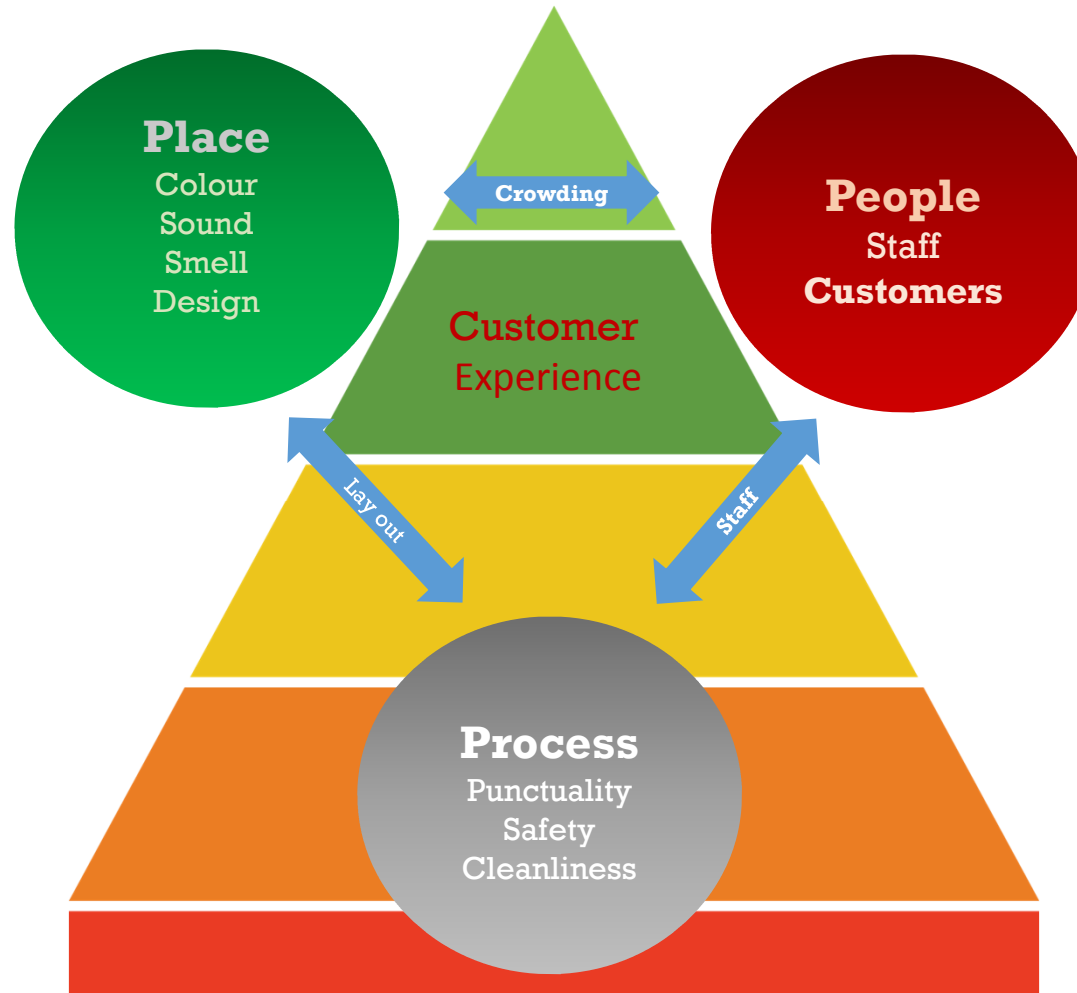 Place
Colour
Sound
Smell
Design
Crowding
People
Staff
Customers
Customer
Experience
Lay out
Staff
Process
Punctuality
Safety
Cleanliness